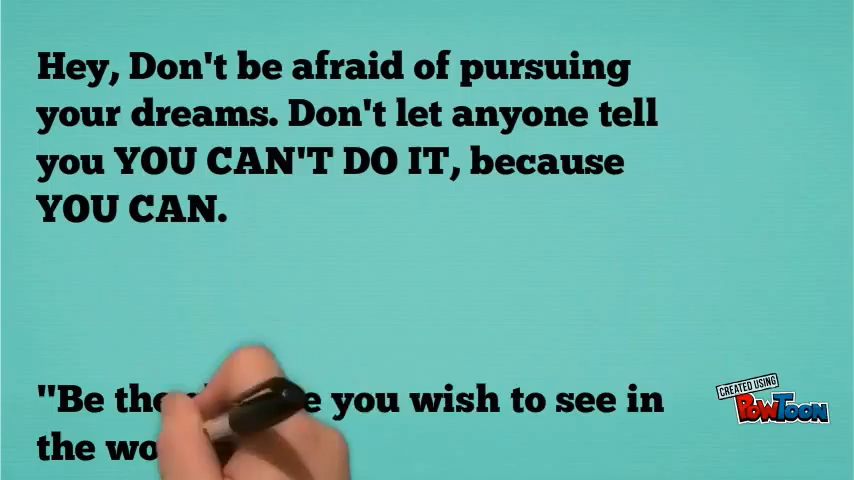 Hey, Don't be afraid of pursuing
your dreams. Don't let anyone tell
you YOU CAN'T DO IT, because
YOU CAN.
"Be the you wish to see in
the
CREATED USING
POWTOON